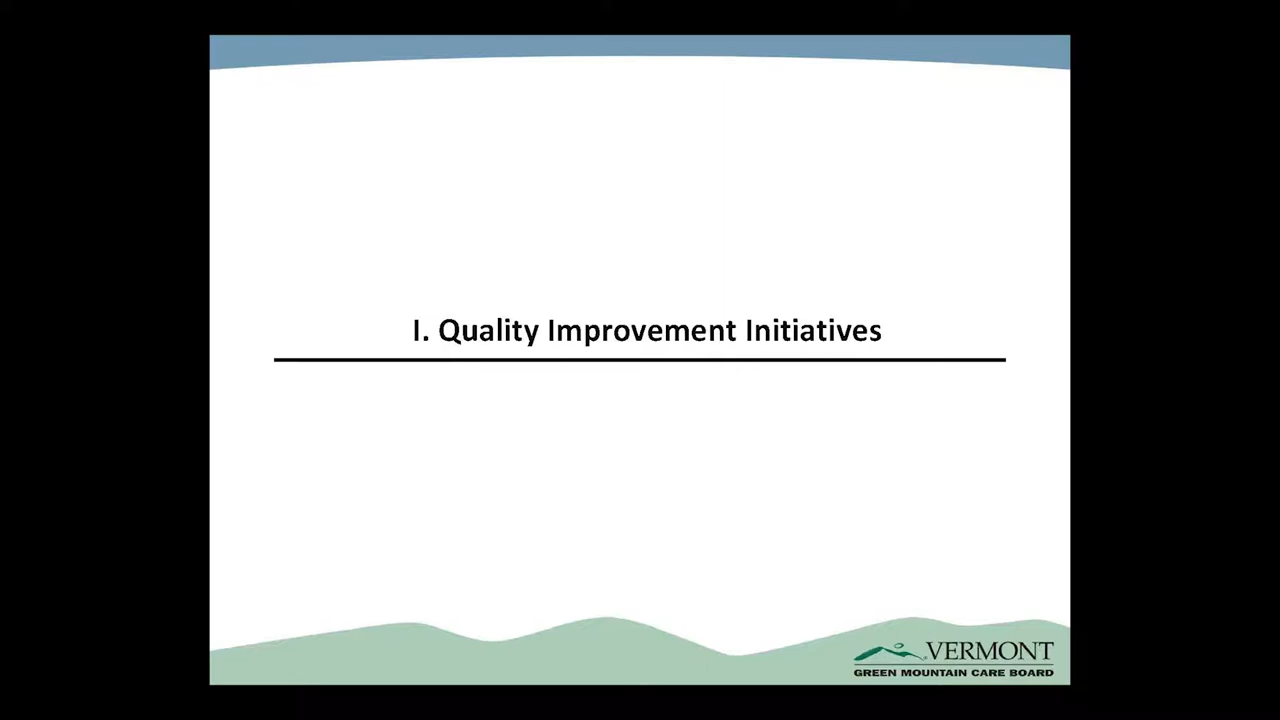 I. Quality Improvement Initiatives
VERMONT
GREEN MOUNTAIN CARE BOARD